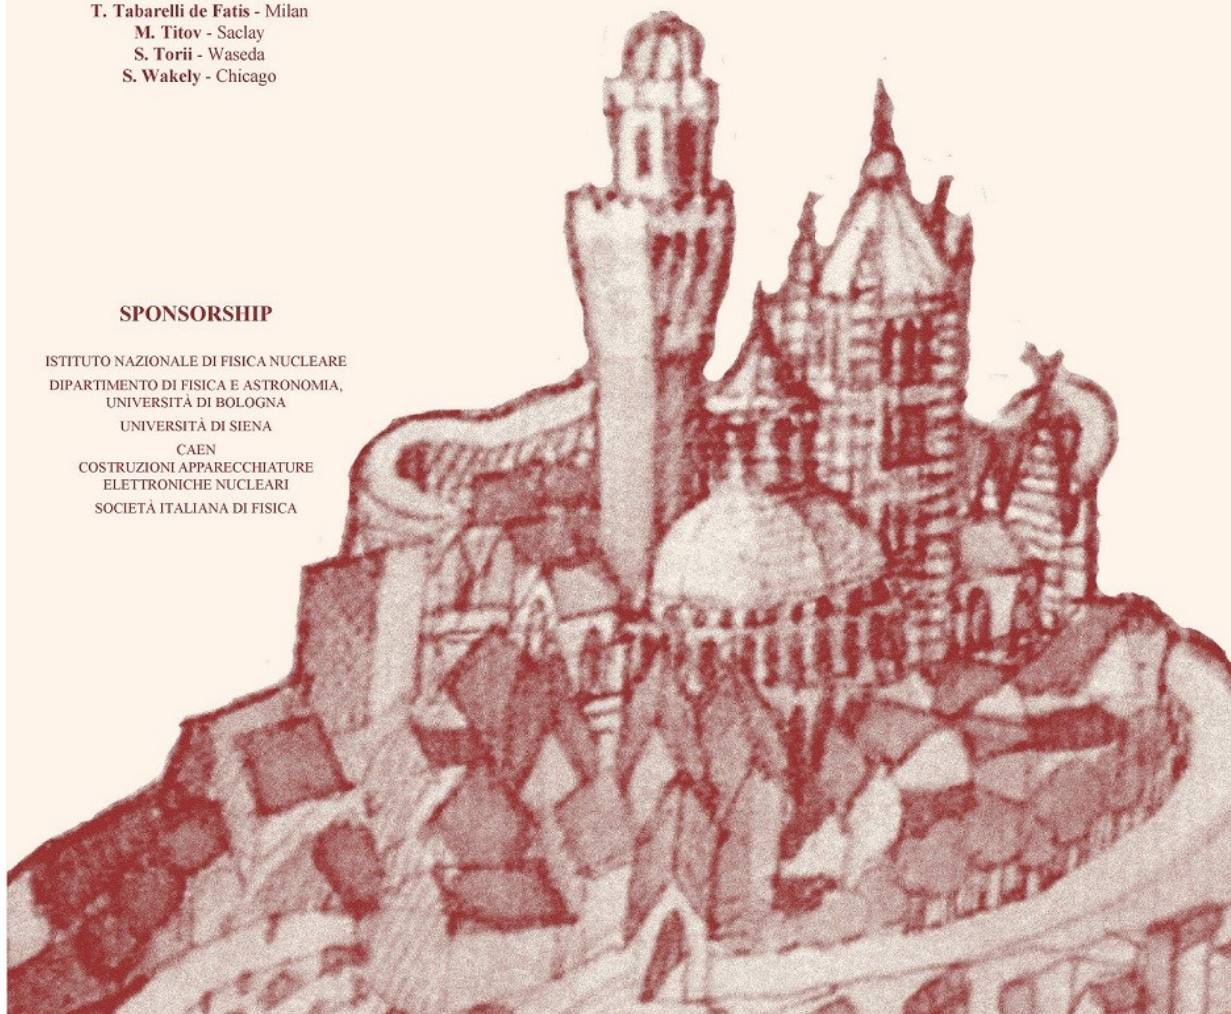 T. Tabarelli de Fatis - Milan
M. Titov - Saclay
S. Torii - Waseda
S. Wakely - Chicago
SPONSORSHIP
ISTITUTO NAZIONALE DI FISICA NUCLEARE
DIPARTIMENTO DI FISICA E ASTRONOMIA,
UNIVERSITÀ DI BOLOGNA
UNIVERSITÀ DI SIENA
CAEN
COSTRUZIONI APPARECCHIATURE
ELETTRONICHE NUCLEARI
SOCIETÀ ITALIANA DI FISICA